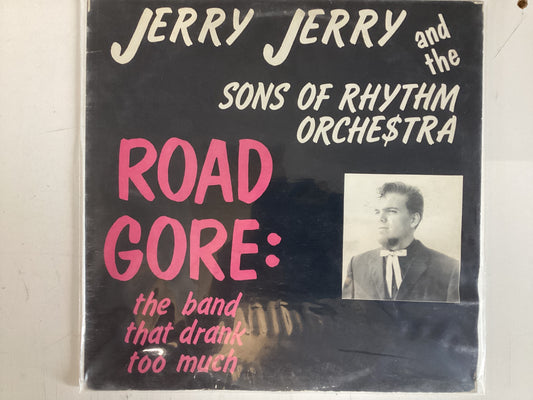 JERRY JERRY and the
SONS OF RHYTHM
ORCHE$TRA
ROAD
GORE:
the band
that drank
too much